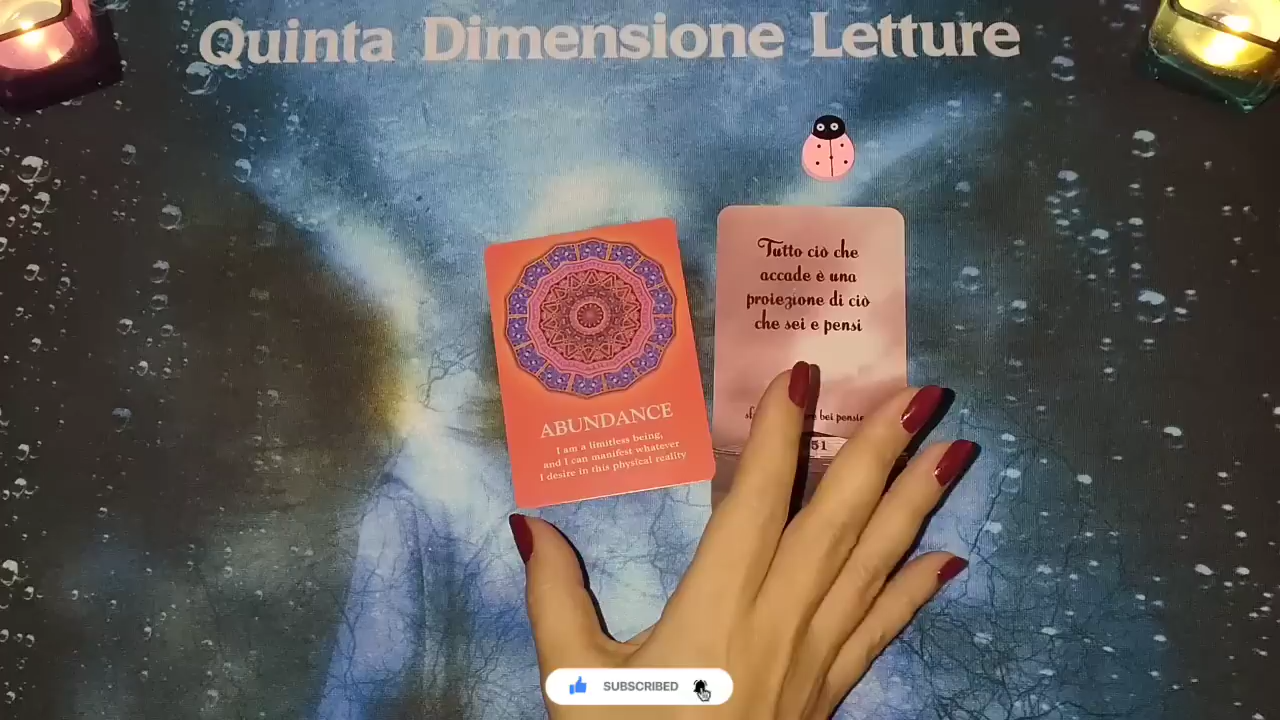 Quinta Dimensione Letture
Tutto ciò che
accade è una
proiezione di ciò
che sei e pensi
bei
51
ABUNDANCE
I am a limitless being,
and I can manifest whatever
I desire in this physical reality
SUBSCRIBED